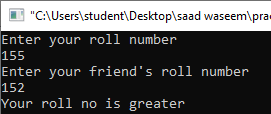 "C:\Users\student\Desktop\saad waseem\prac
Enter your roll number
155
Enter your friend's roll number
152
Your roll no is greater